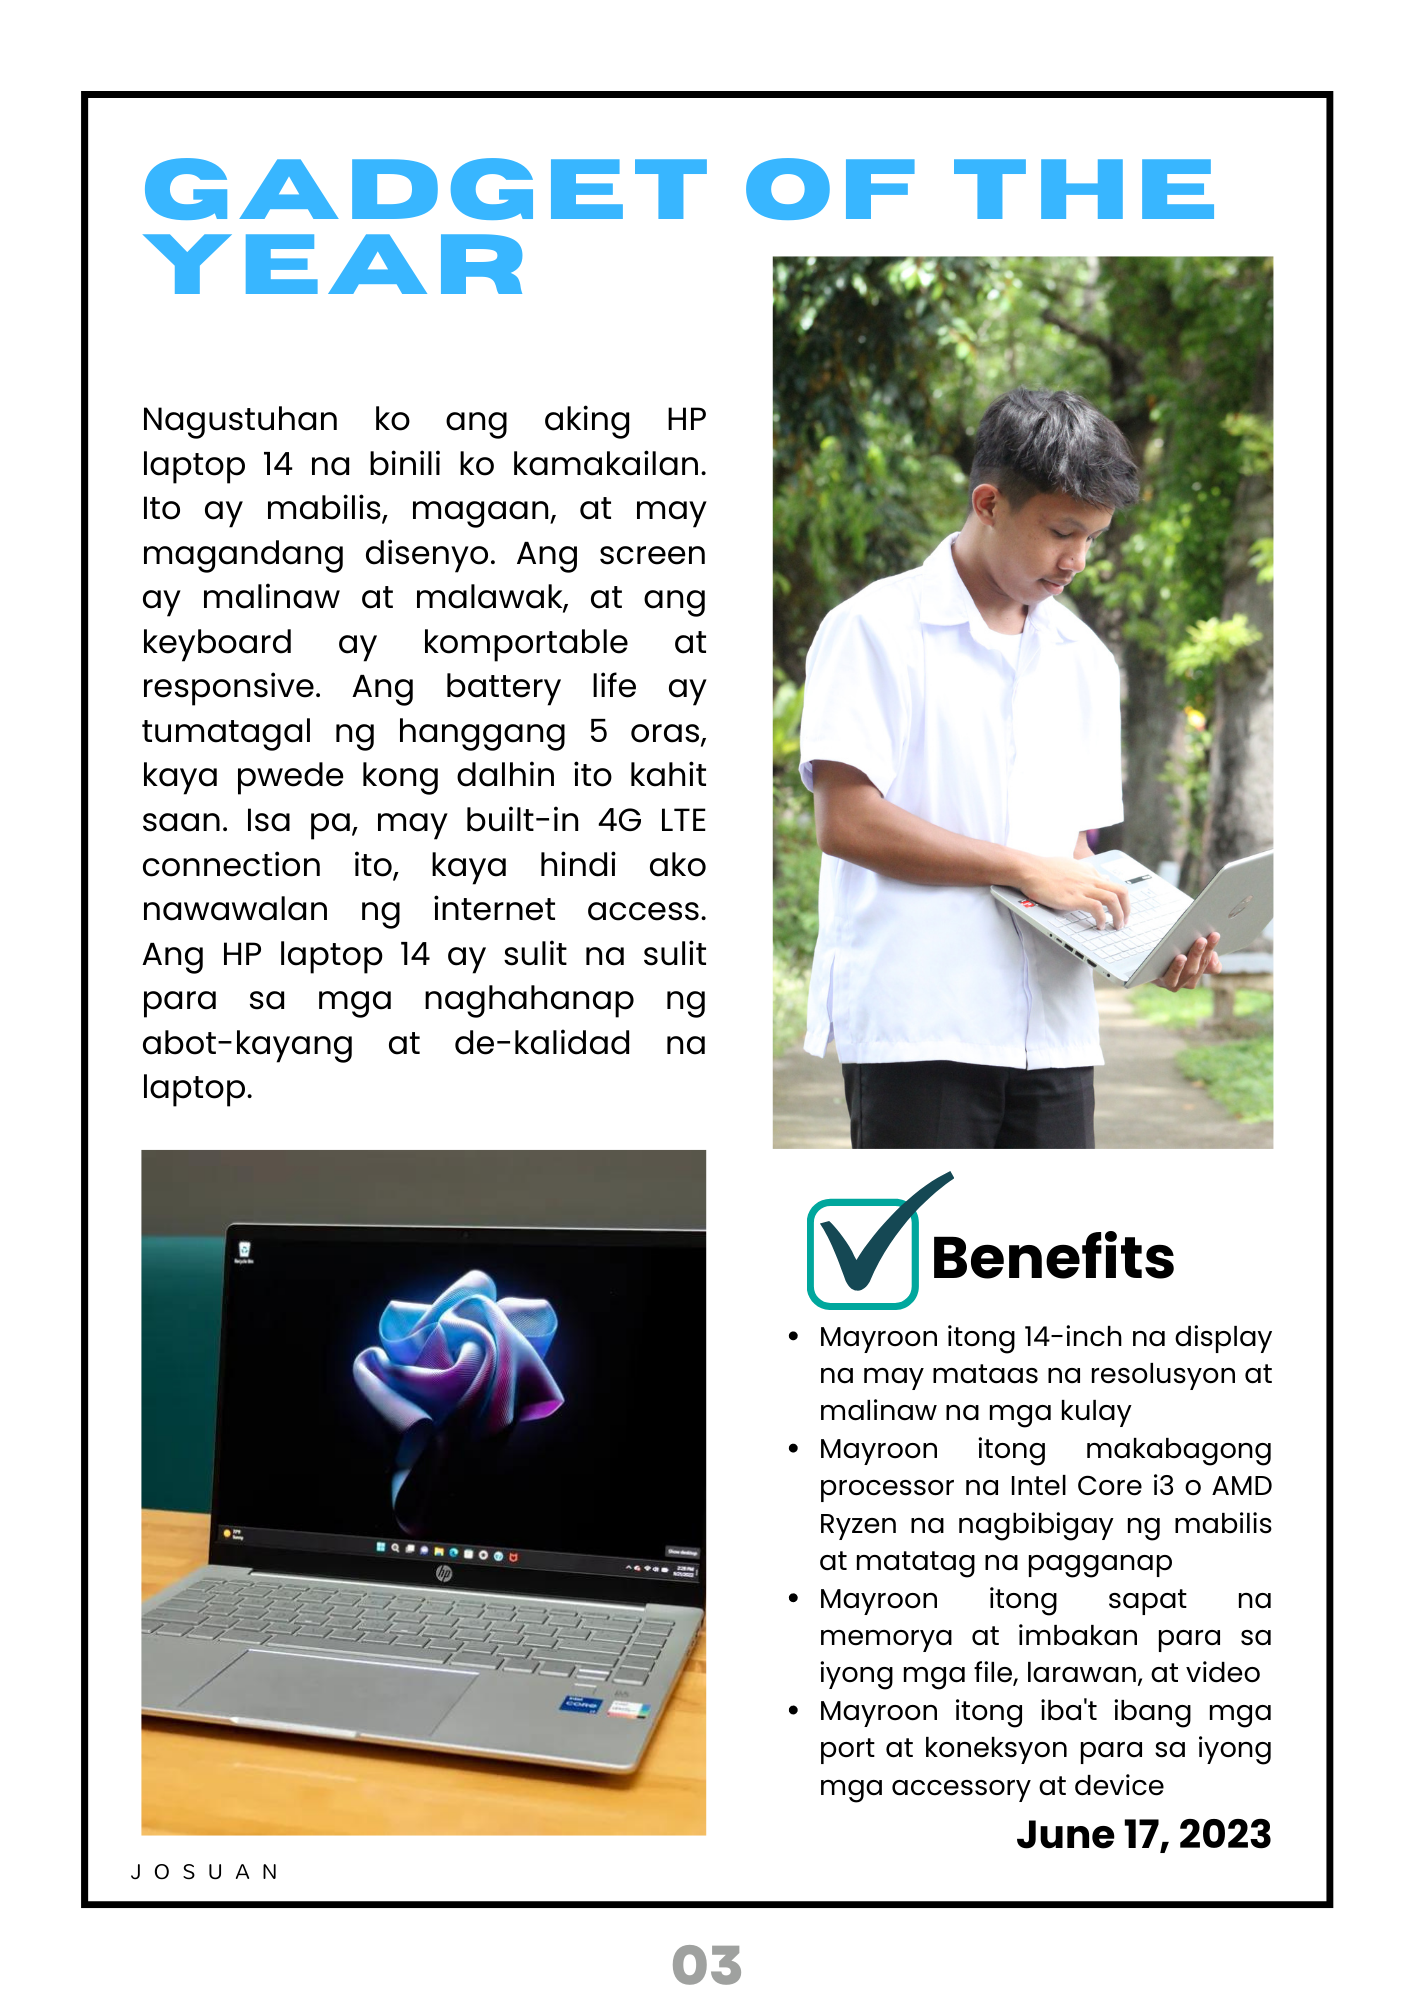 GADGET OF THE
YEAR
Nagustuhan ko ang aking HP
laptop 14 na binili ko kamakailan.
Ito ay mabilis, magaan, at may
magandang disenyo. Ang screen
ay malinaw at malawak, at ang
keyboard ay komportable at
responsive. Ang battery life ay
tumatagal ng hanggang 5 oras,
kaya pwede kong dalhin ito kahit
saan. Isa pa, may built-in 4G LTE
connection ito, kaya hindi ako
nawawalan ng internet access.
Ang HP laptop 14 ay sulit na sulit
para sa mga naghahanap ng
abot-kayang at de-kalidad na
laptop.
hp
Benefits
• Mayroon itong 14-inch na display
na may mataas na resolusyon at
malinaw na mga kulay
• Mayroon itong makabagong
processor na Intel Core i3 o AMD
Ryzen na nagbibigay ng mabilis
at matatag na pagganap
• Mayroon itong sapat na
memorya at imbakan para sa
iyong mga file, larawan, at video
• Mayroon itong iba't ibang mga
port at koneksyon para sa iyong
mga accessory at device
June 17, 2023
JOSUAN
03